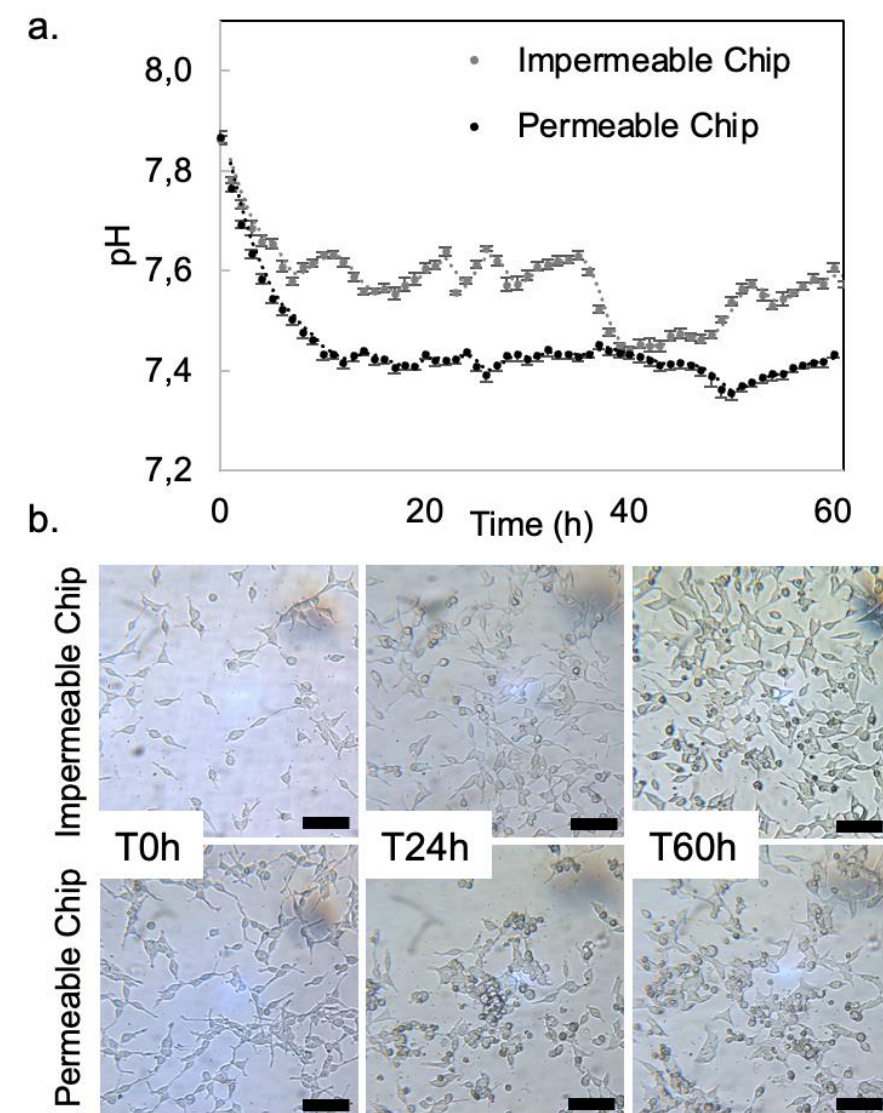 a.
8,0
7,8
7,6
7,4
7,2
pH
Impermeable Chip
Permeable Chip
0
20
40
60
Time (h)
b.
Impermeable Chip
T0h
T24h
T60h
Permeable Chip